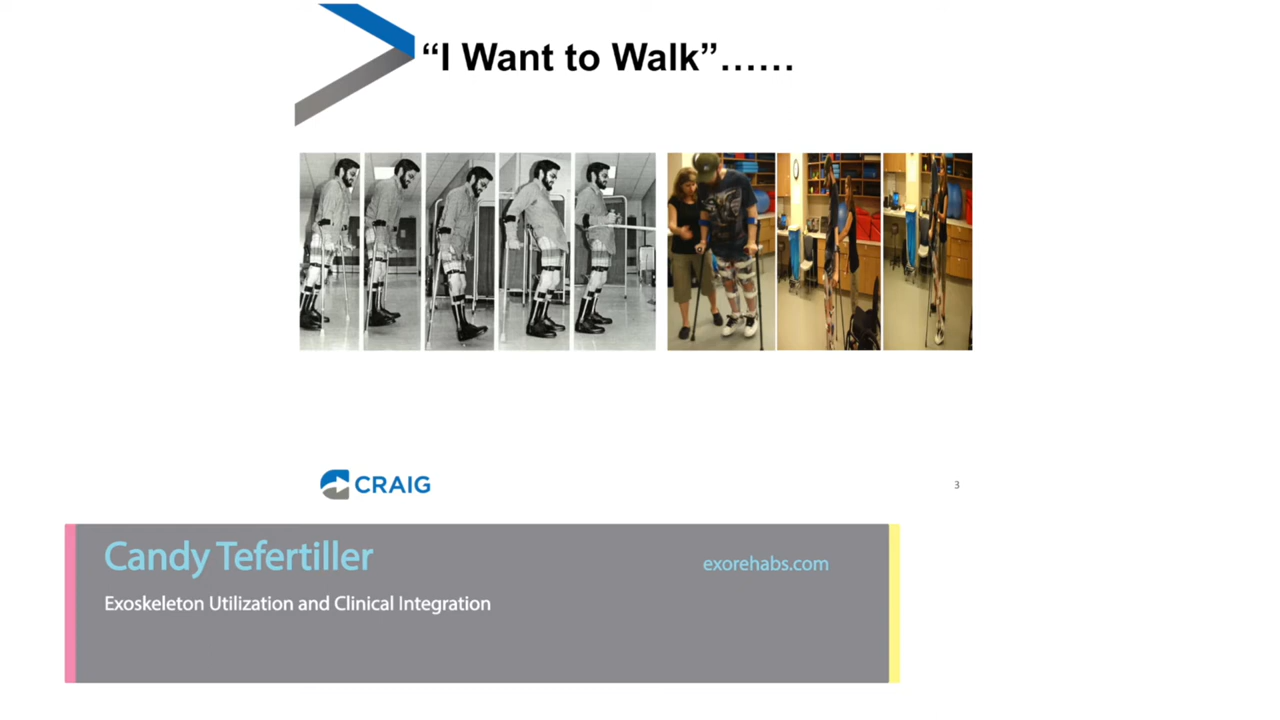 “I Want to Walk”……
CRAIG
3
Candy Tefertiller
exorehabs.com
Exoskeleton Utilization and Clinical Integration